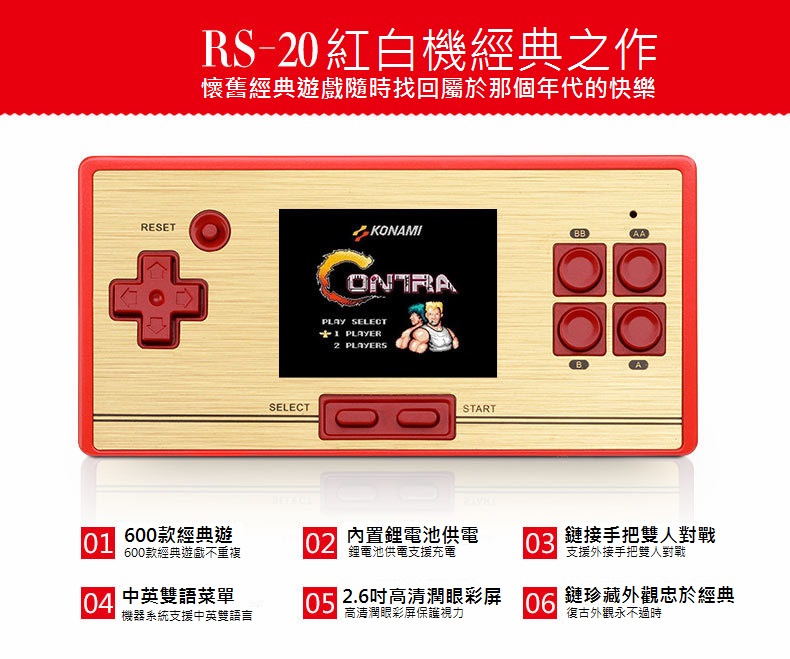 RS-20 紅白機經典之作
懷舊經典遊戲隨時找回屬於那個年代的快樂
RESET
KONAMI
CONTRA
PLAY SELECT
1 PLAYER
2 PLAYERS
BB
AA
B
A
SELECT
START
01
600款經典遊
600款經典遊戲不重複
02
內置鋰電池供電
鋰電池供電支援充電
03
鏈接手把雙人對戰
支援外接手把雙人對戰
04
中英雙語菜單
機器系統支援中英雙語言
05
2.6吋高清潤眼彩屏
高清潤眼彩屏保護視力
06
鏈珍藏外觀忠於經典
復古外觀永不過時